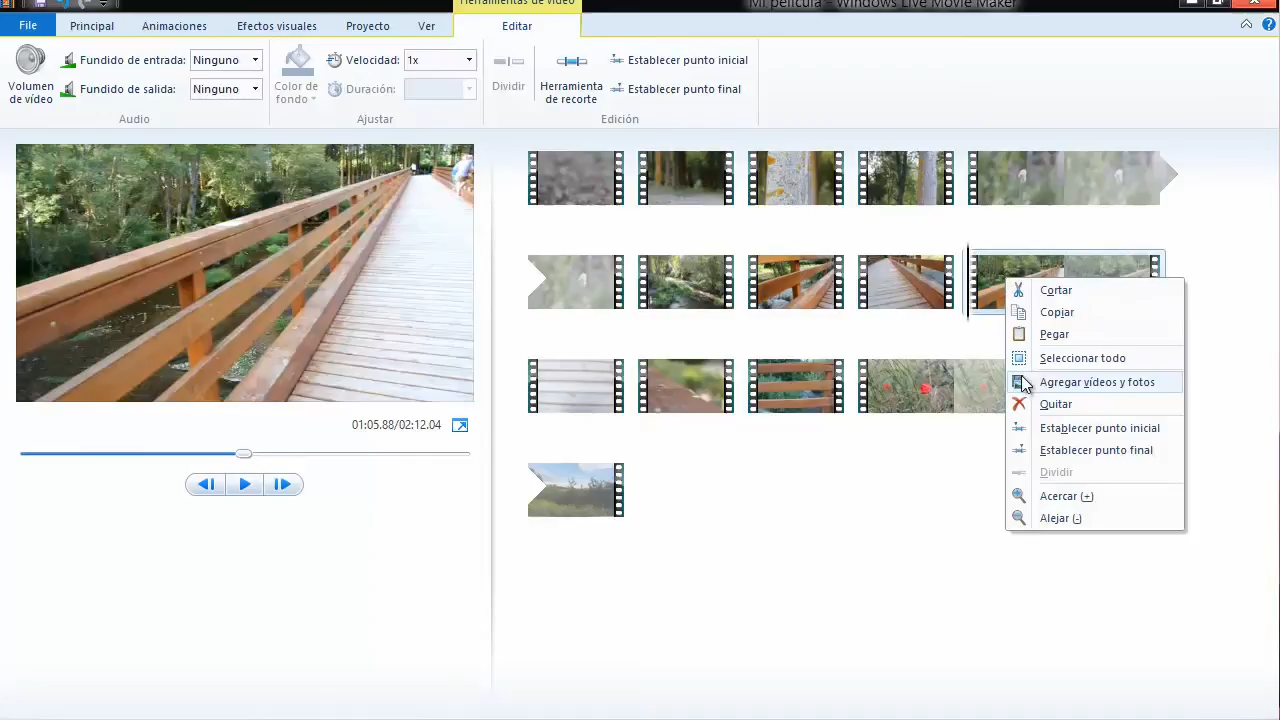 Herramientas de vídeo
Mi película - Windows Live Movie Maker
File
Principal
Animaciones
Efectos visuales
Proyecto
Ver
Editar
Volumen de vídeo
Fundido de entrada: Ninguno
Fundido de salida: Ninguno
Audio
Color de fondo
Velocidad: 1x
Duración:
Ajustar
Dividir
Herramienta de recorte
Establecer punto inicial
Establecer punto final
Edición
01:05.88/02:12.04
Cortar
Copiar
Pegar
Seleccionar todo
Agregar vídeos y fotos
Quitar
Establecer punto inicial
Establecer punto final
Dividir
Acercar (+)
Alejar (-)